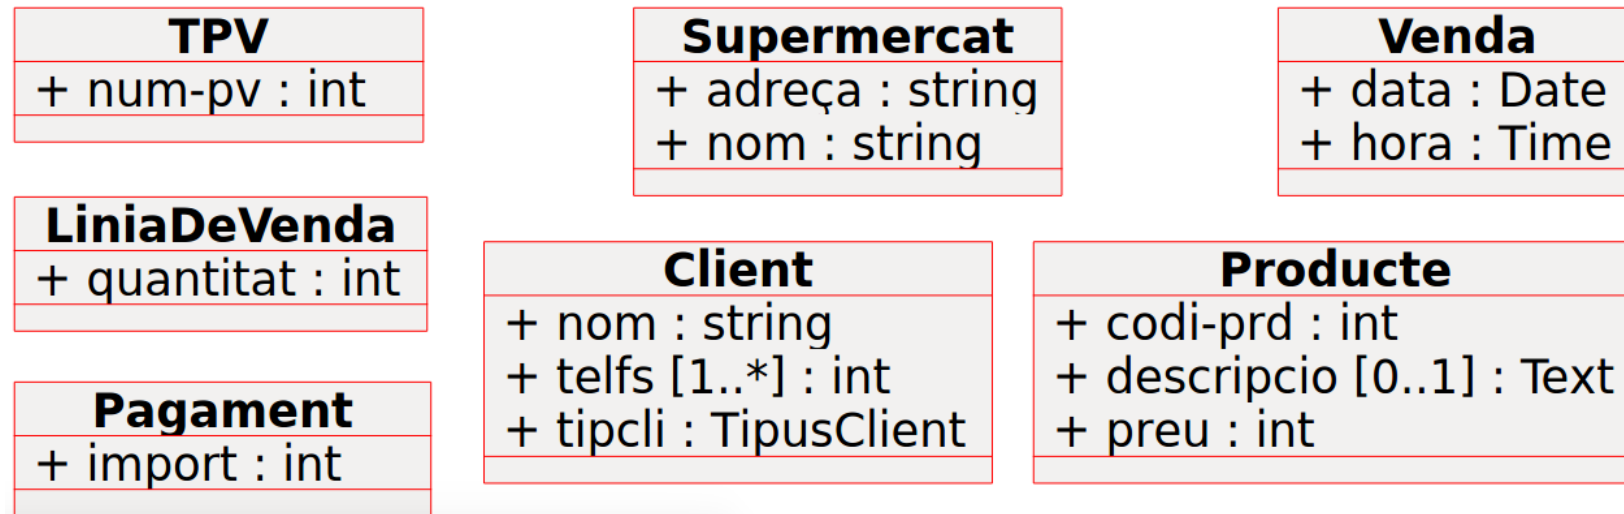 TPV
+ num-pv : int
Supermercat
+ adreça : string
+ nom : string
Venda
+ data : Date
+ hora : Time
LiniaDeVenda
+ quantitat : int
Client
+ nom : string
+ telfs [1..*] : int
+ tipcli : TipusClient
Producte
+ codi-prd : int
+ descripcio [0..1] : Text
+ preu : int
Pagament
+ import : int